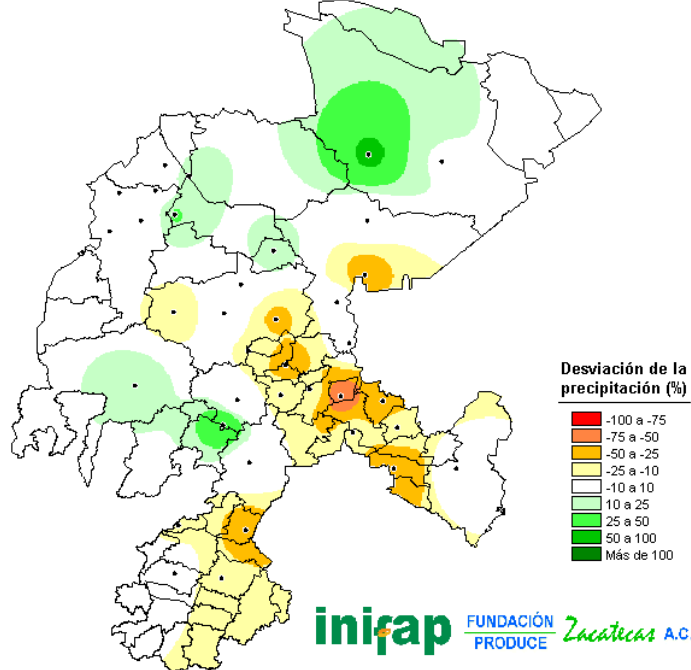 Desviación de la
precipitación (%)
-100 a -75
-75 a -50
-50 a -25
-25 a -10
-10 a 10
10 a 25
25 a 50
50 a 100
Más de 100
inifap
FUNDACIÓN
PRODUCE
Zacatecas A.C.